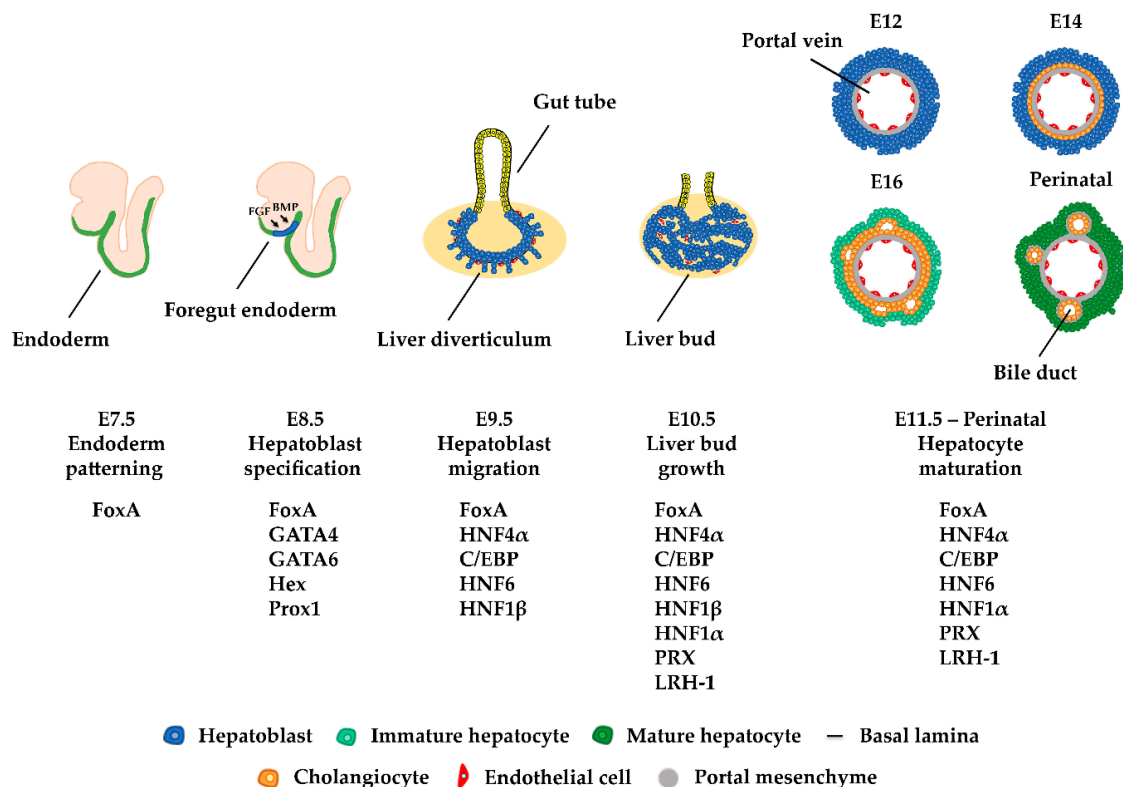 E12
E14
Portal vein
Gut tube
E16
Perinatal
FGF
BMP
Foregut endoderm
Endoderm
Liver diverticulum
Liver bud
Bile duct
E7.5
Endoderm
patterning
FoxA
E8.5
Hepatoblast
specification
FoxA
GATA4
GATA6
Hex
Prox1
E9.5
Hepatoblast
migration
FoxA
HNF4α
C/EBP
HNF6
HNF1β
E10.5
Liver bud
growth
FoxA
HNF4α
C/EBP
HNF6
HNF1β
HNF1α
PRX
LRH-1
E11.5 – Perinatal
Hepatocyte
maturation
FoxA
HNF4α
C/EBP
HNF6
HNF1α
PRX
LRH-1
Hepatoblast Immature hepatocyte Mature hepatocyte Basal lamina
Cholangiocyte Endothelial cell Portal mesenchyme